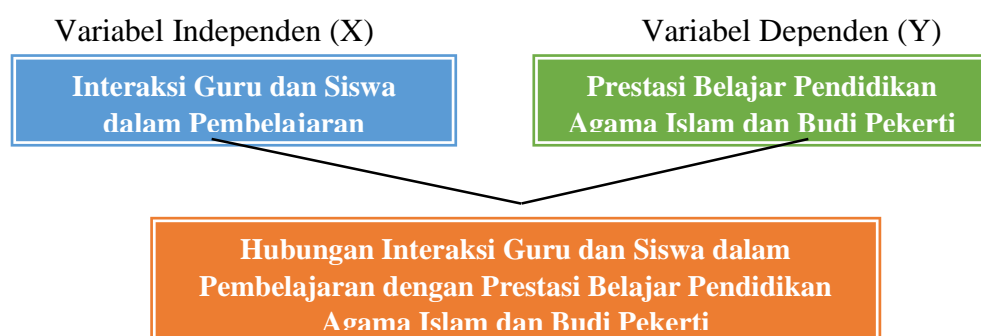 Variabel Independen (X)
Variabel Dependen (Y)
Interaksi Guru dan Siswa
dalam Pembelajaran
Prestasi Belajar Pendidikan
Agama Islam dan Budi Pekerti
Hubungan Interaksi Guru dan Siswa dalam
Pembelajaran dengan Prestasi Belajar Pendidikan
Agama Islam dan Budi Pekerti